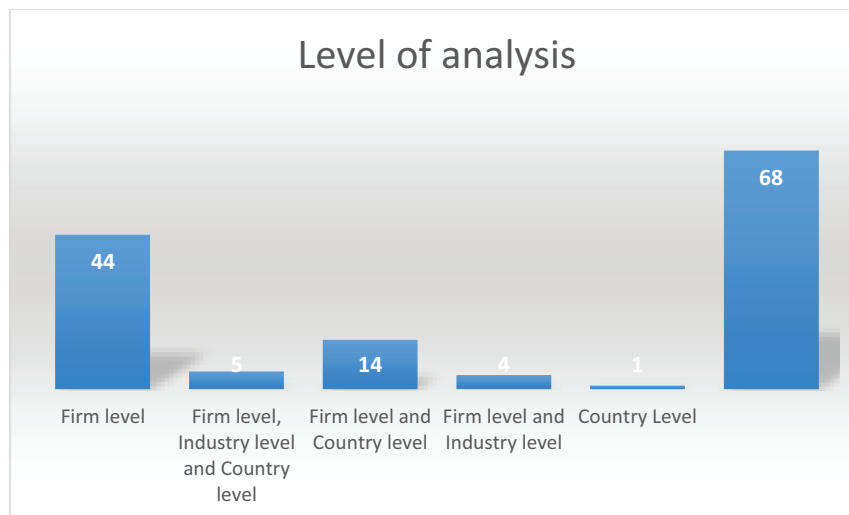 Level of analysis
68
44
5
14
4
1
Firm level
Firm level,
Industry level
and Country
level
Firm level and
Country level
Firm level and
Industry level
Country Level